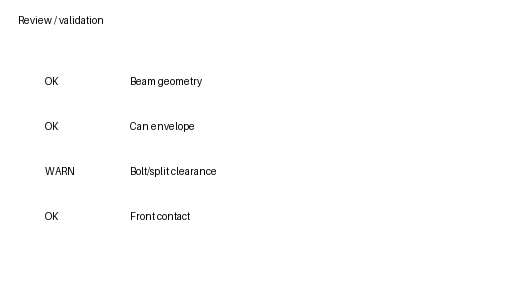 Review / validation
OK Beam geometry
OK Can envelope
WARN Bolt/split clearance
OK Front contact